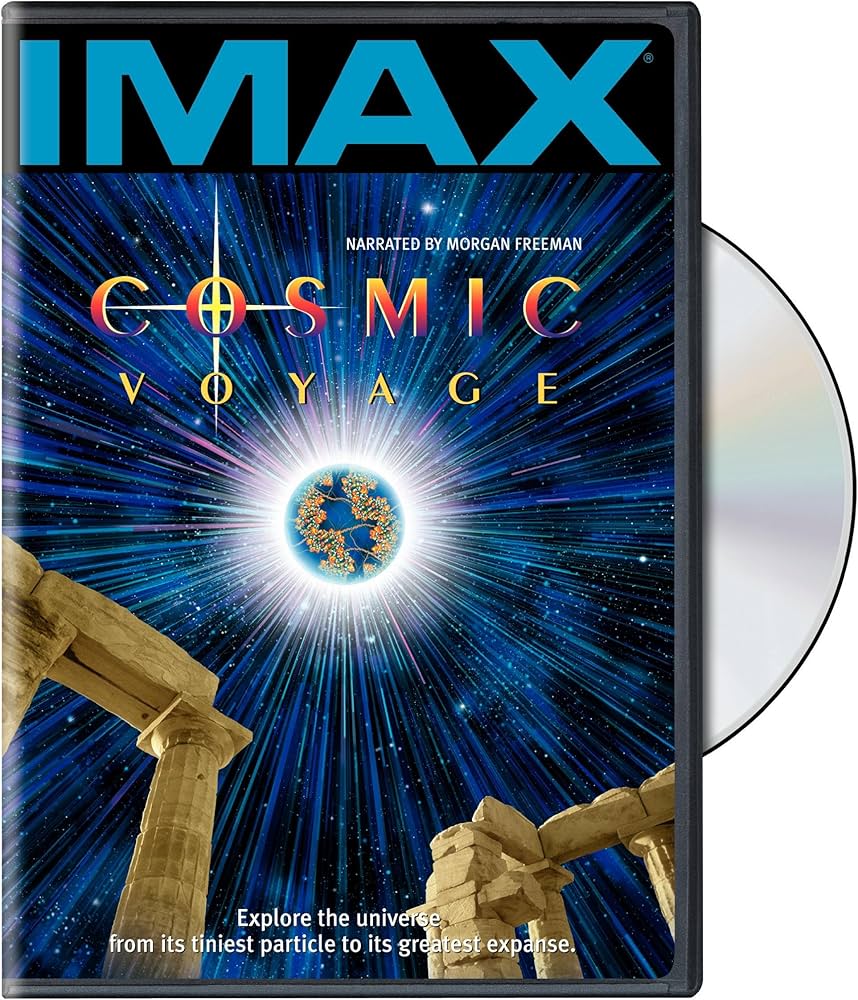 IMAX®
NARRATED BY MORGAN FREEMAN
COSMIC
VOYAGE
Explore the universe
from its tiniest particle to its greatest expanse.